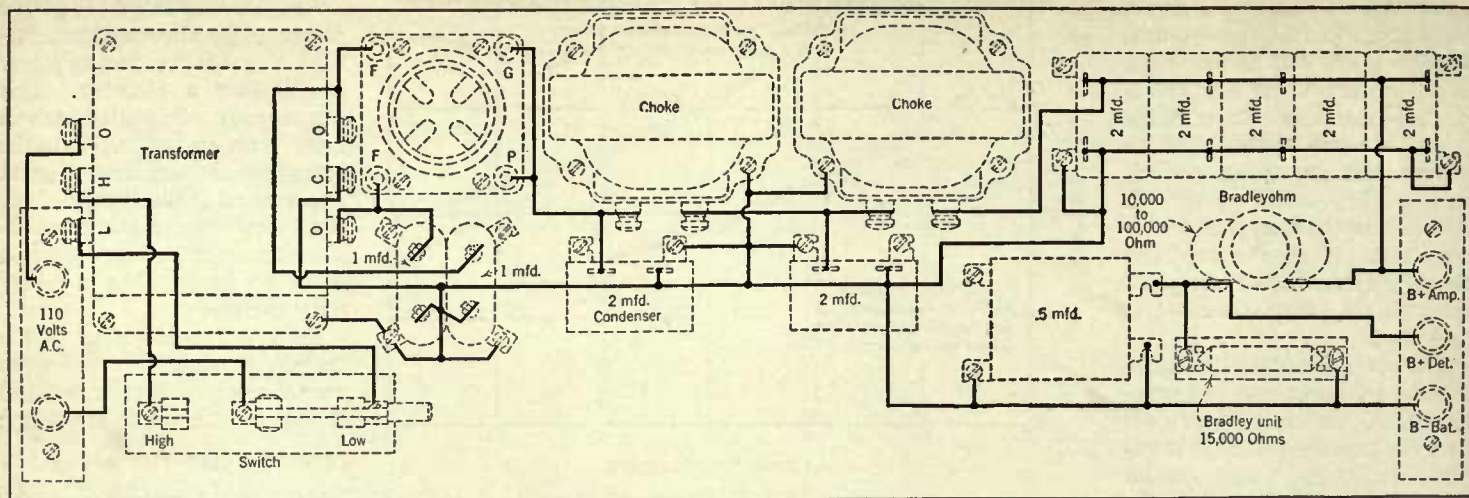 O
H
L
Transformer
O
C
O
F
G
F
P
Choke
Choke
2 mfd.
2 mfd.
2 mfd.
2 mfd.
2 mfd.
Bradleyohm
10,000
to
100,000
Ohm
1 mfd.
1 mfd.
2 mfd.
Condenser
2 mfd.
.5 mfd.
B+ Amp.
B+ Det.
B - Bat.
110
Volts
A.C.
High
Low
Switch
Bradley unit
15,000 Ohms